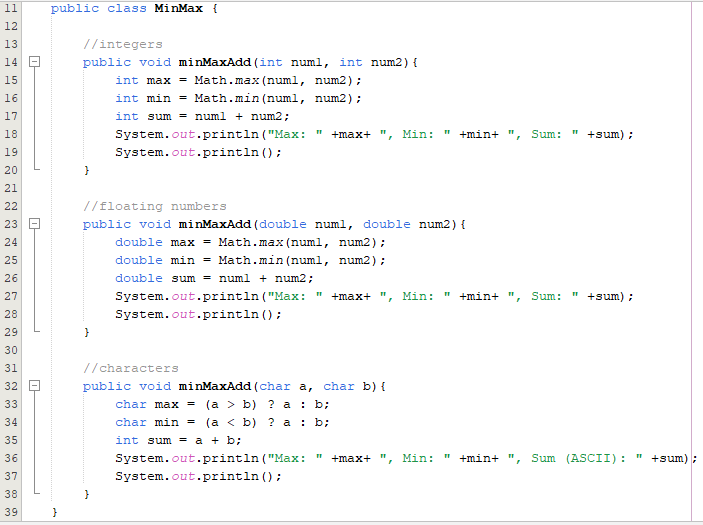 11 public class MinMax {
12
13 //integers
14 public void minMaxAdd(int num1, int num2){
15 int max = Math.max(num1, num2);
16 int min = Math.min(num1, num2);
17 int sum = num1 + num2;
18 System.out.println("Max: " +max+ ", Min: " +min+ ", Sum: " +sum);
19 System.out.println();
20 }
21
22 //floating numbers
23 public void minMaxAdd(double num1, double num2){
24 double max = Math.max(num1, num2);
25 double min = Math.min(num1, num2);
26 double sum = num1 + num2;
27 System.out.println("Max: " +max+ ", Min: " +min+ ", Sum: " +sum);
28 System.out.println();
29 }
30
31 //characters
32 public void minMaxAdd(char a, char b){
33 char max = (a > b) ? a : b;
34 char min = (a < b) ? a : b;
35 int sum = a + b;
36 System.out.println("Max: " +max+ ", Min: " +min+ ", Sum (ASCII): " +sum);
37 System.out.println();
38 }
39 }